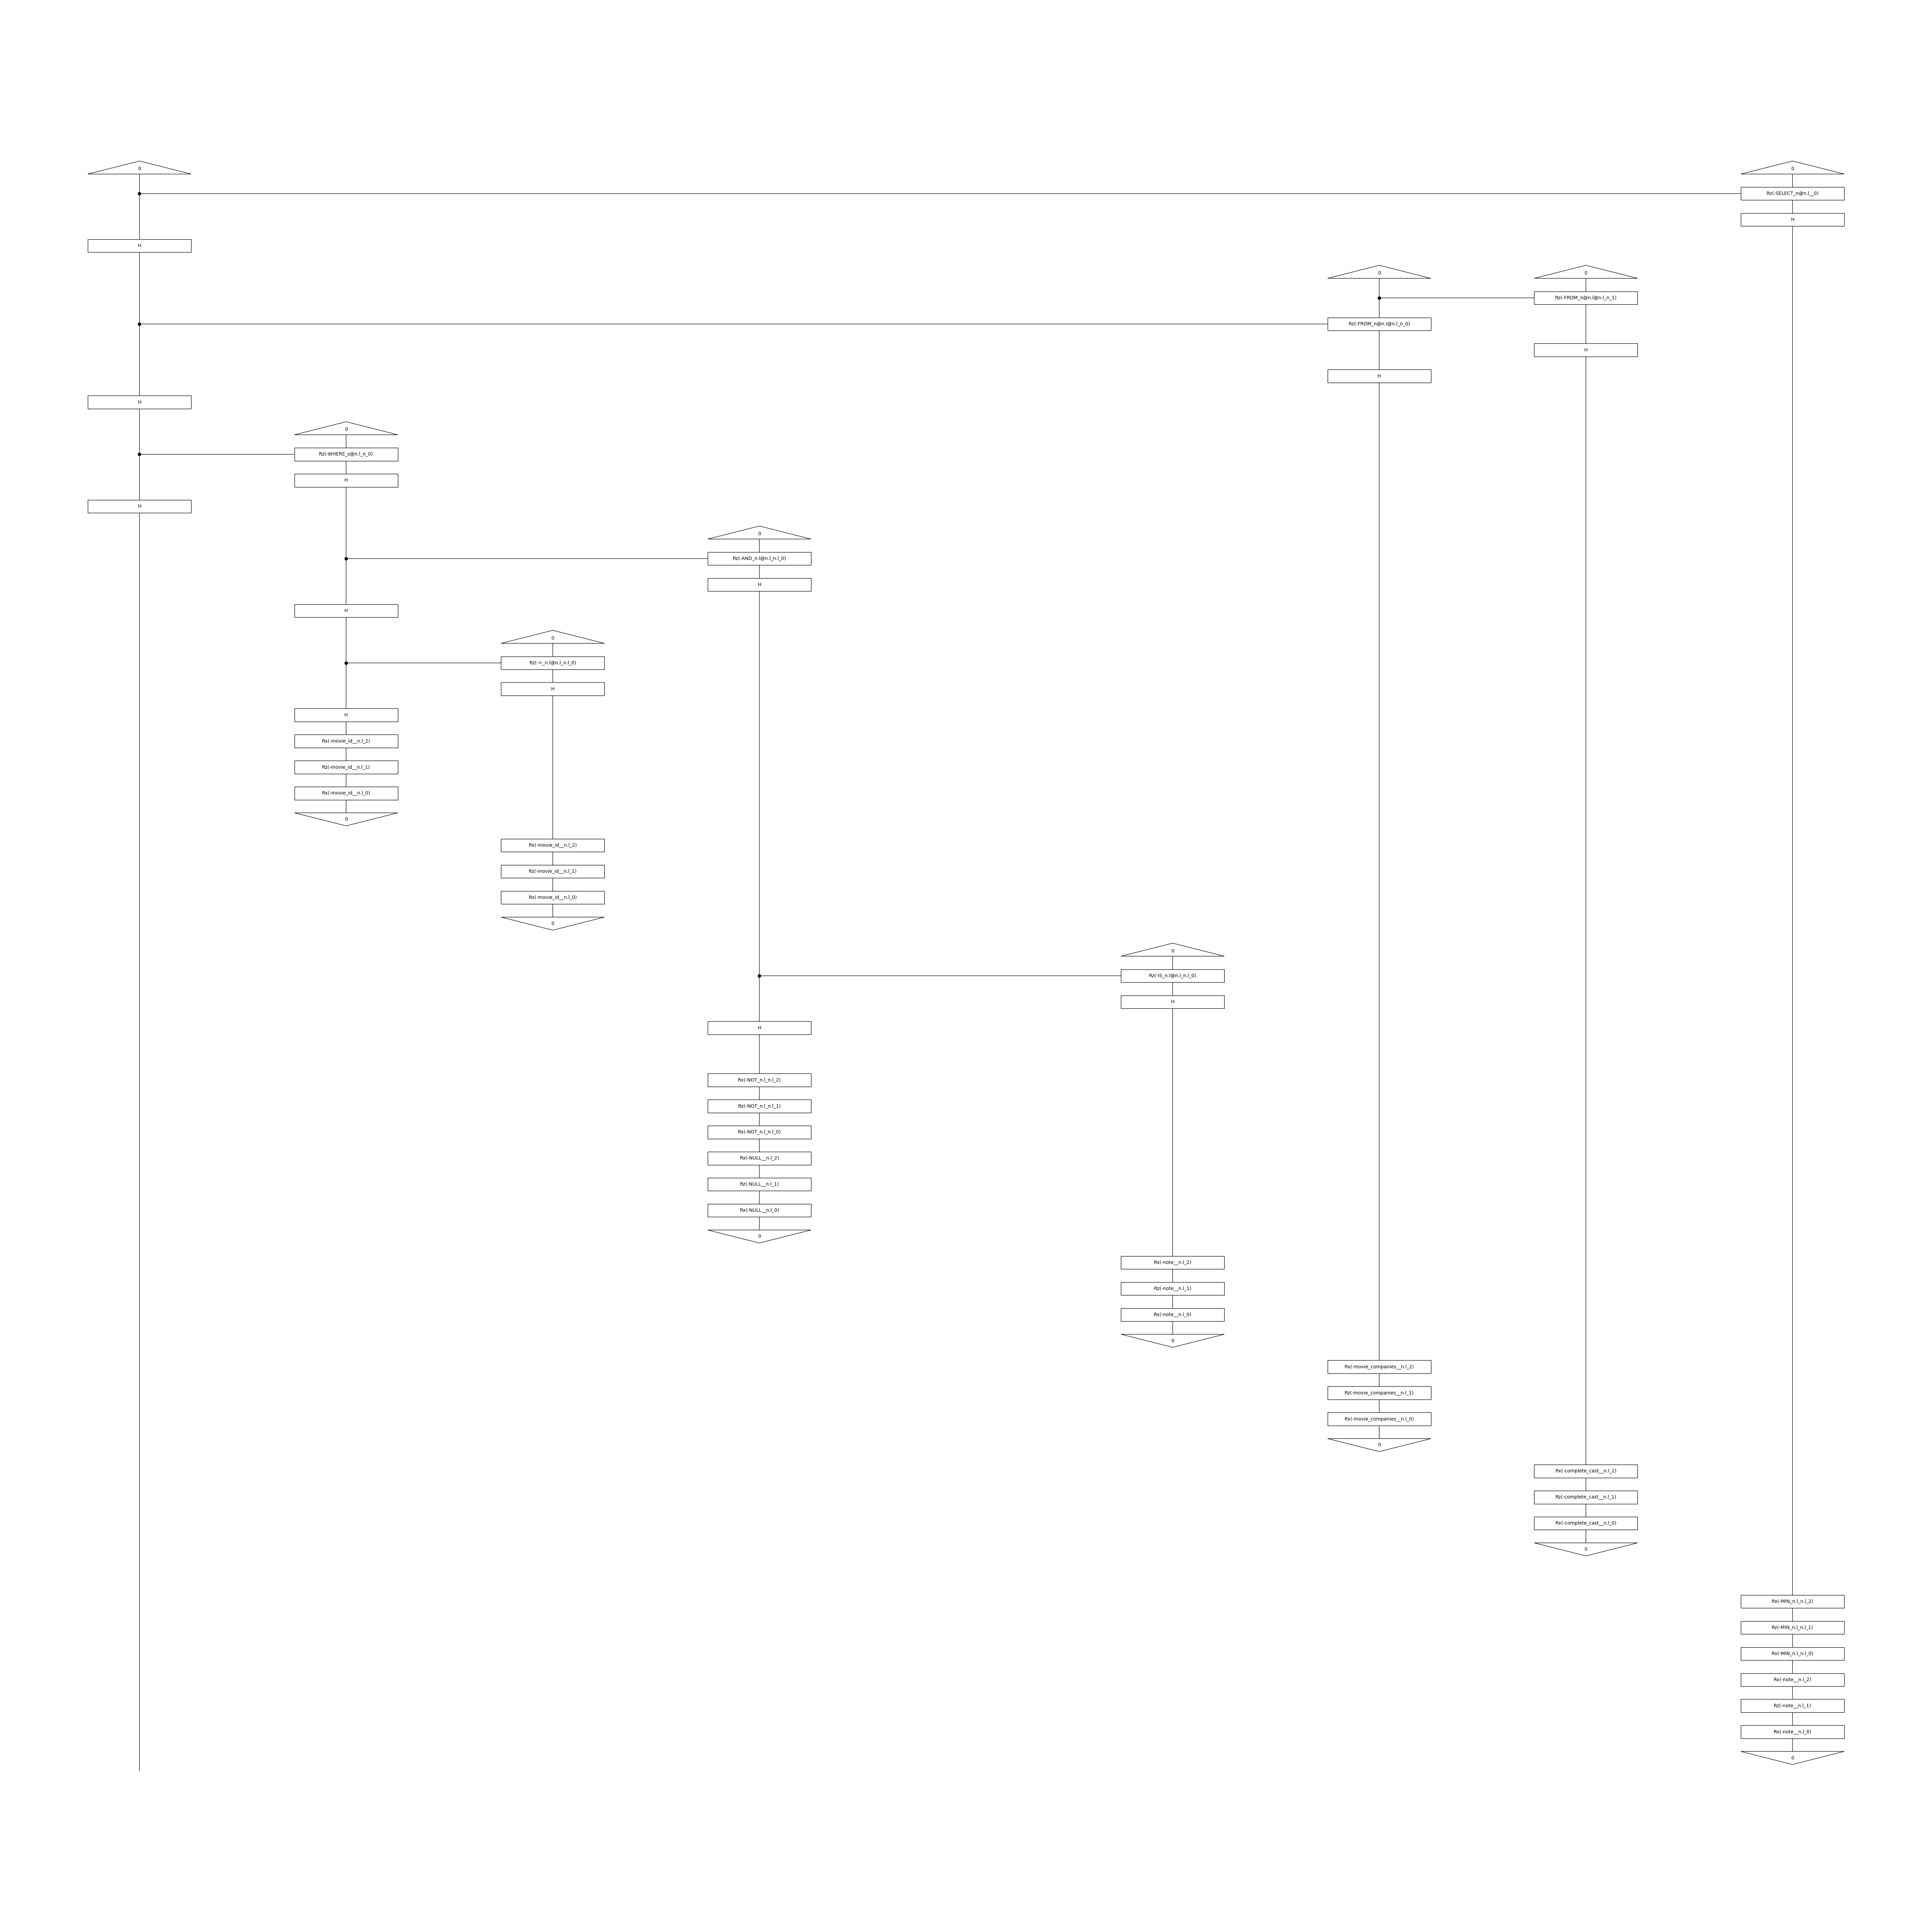 0
0
Rz(-SELECT_n@n.l__0)
H
H
0
0
Rz(-FROM_n@n.l@n.l_n_1)
Rz(-FROM_n@n.l@n.l_n_0)
H
H
H
0
Rz(-WHERE_s@n.l_n_0)
H
H
0
Rz(-AND_n.l@n.l_n.l_0)
H
H
0
Rz(-=_n.l@n.l_n.l_0)
H
H
Rx(-movie_id__n.l_2)
Rz(-movie_id__n.l_1)
Rx(-movie_id__n.l_0)
0
Rx(-movie_id__n.l_2)
Rz(-movie_id__n.l_1)
Rx(-movie_id__n.l_0)
0
0
Rz(-IS_n.l@n.l_n.l_0)
H
H
Rx(-NOT_n.l_n.l_2)
Rz(-NOT_n.l_n.l_1)
Rx(-NOT_n.l_n.l_0)
Rx(-NULL__n.l_2)
Rz(-NULL__n.l_1)
Rx(-NULL__n.l_0)
0
Rx(-note__n.l_2)
Rz(-note__n.l_1)
Rx(-note__n.l_0)
0
Rx(-movie_companies__n.l_2)
Rz(-movie_companies__n.l_1)
Rx(-movie_companies__n.l_0)
0
Rx(-complete_cast__n.l_2)
Rz(-complete_cast__n.l_1)
Rx(-complete_cast__n.l_0)
0
Rx(-MIN_n.l_n.l_2)
Rz(-MIN_n.l_n.l_1)
Rx(-MIN_n.l_n.l_0)
Rx(-note__n.l_2)
Rz(-note__n.l_1)
Rx(-note__n.l_0)
0